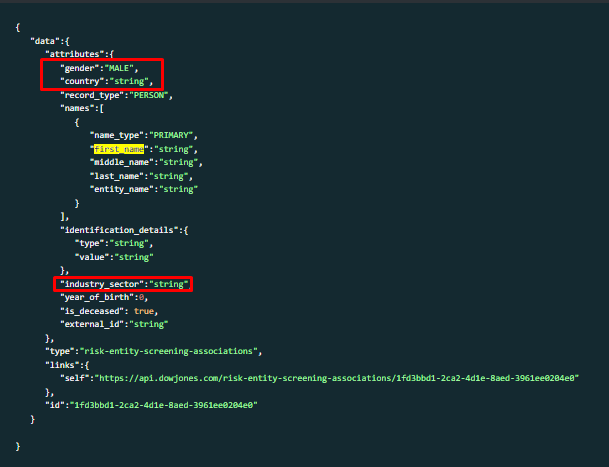 {
"data":{
"attributes":{
"gender":"MALE",
"country":"string",
"record_type":"PERSON",
"names":[
{
"name_type":"PRIMARY",
"first_name":"string",
"middle_name":"string",
"last_name":"string",
"entity_name":"string"
}
],
"identification_details":{
"type":"string",
"value":"string"
},
"industry_sector":"string",
"year_of_birth":0,
"is_deceased": true,
"external_id":"string"
},
"type":"risk-entity-screening-associations",
"links":{
"self":"https://api.dowjones.com/risk-entity-screening-associations/1fd3bbd1-2ca2-4d1e-8aed-3961ee0204e0"
},
"id":"1fd3bbd1-2ca2-4d1e-8aed-3961ee0204e0"
}
}